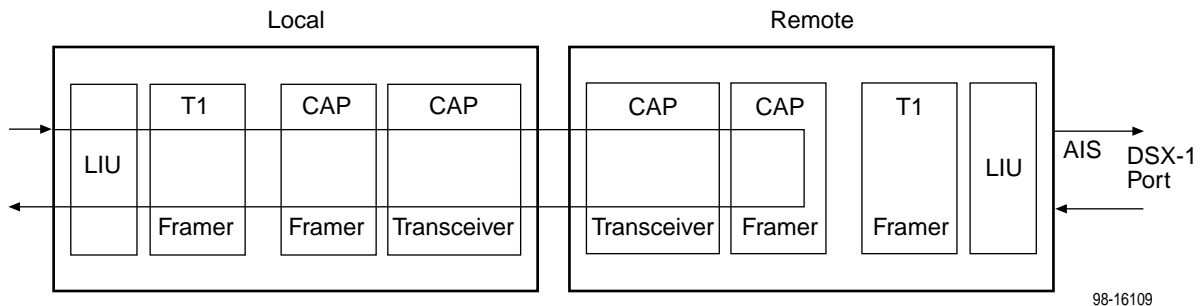 Local
Remote
LIU
T1
Framer
CAP
Framer
CAP
Transceiver
CAP
Transceiver
CAP
Framer
T1
Framer
LIU
AIS
DSX-1
Port
98-16109